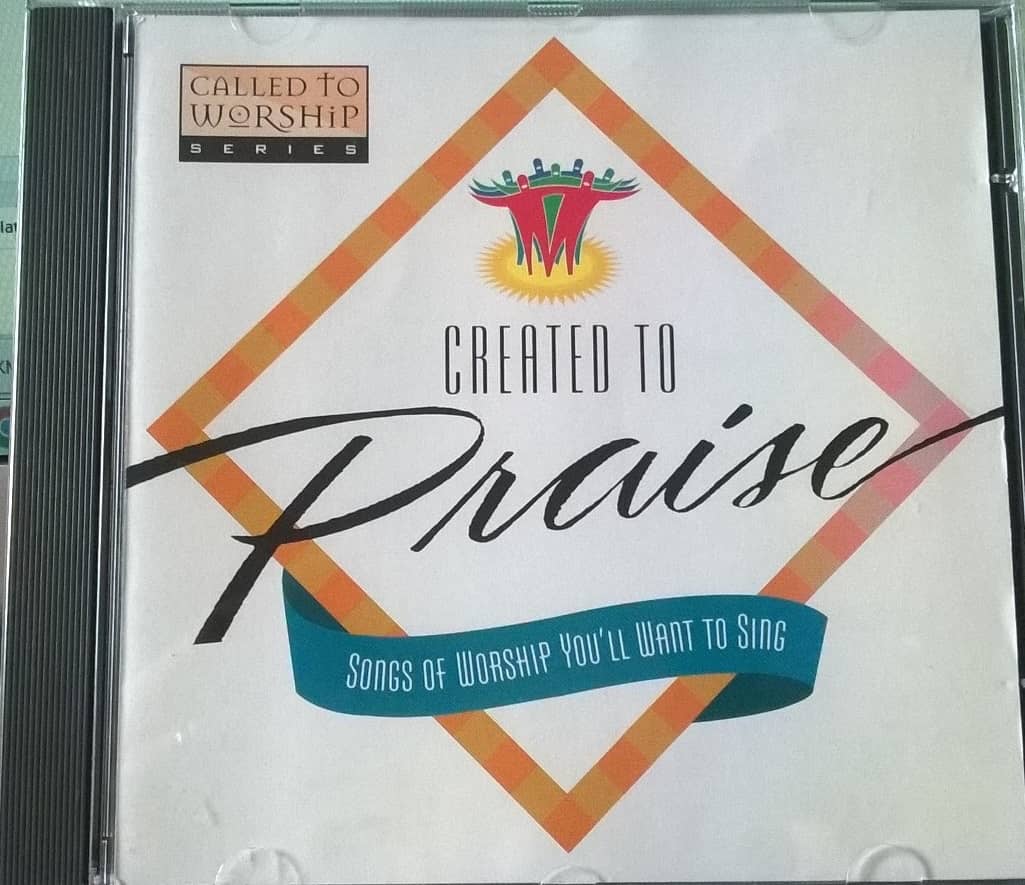 CALLED TO
WORSHiP
SERIES
CREATED TO
Praise
SONGS OF WORSHIP YOU'LL WANT TO SING